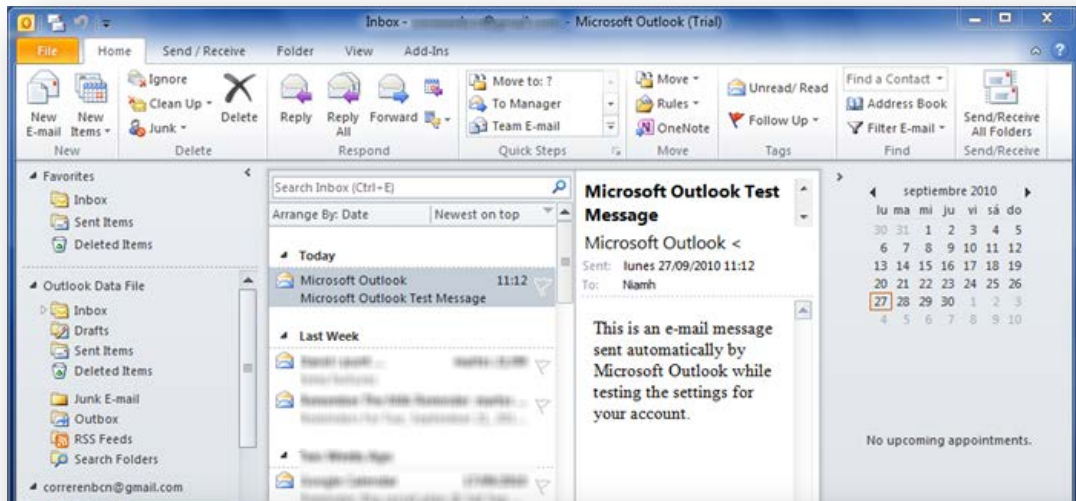 Inbox - - Microsoft Outlook (Trial)
File Home Send / Receive Folder View Add-Ins
New E-mail
New Items
New
Ignore
Clean Up
Junk
Delete
Delete
Reply
Reply All
Forward
Respond
Move to: ?
To Manager
Team E-mail
Quick Steps
Move
Rules
OneNote
Move
Unread/ Read
Follow Up
Tags
Find a Contact
Address Book
Filter E-mail
Find
Send/Receive All Folders
Send/Receive
Favorites
Inbox
Sent Items
Deleted Items
Outlook Data File
Inbox
Drafts
Sent Items
Deleted Items
Junk E-mail
Outbox
RSS Feeds
Search Folders
correrenbcn@gmail.com
Search Inbox (Ctrl+E)
Arrange By: Date Newest on top
Today
Microsoft Outlook 11:12
Microsoft Outlook Test Message
Last Week
Microsoft Outlook Test
Message
Microsoft Outlook <
Sent: lunes 27/09/2010 11:12
To: Niamh
This is an e-mail message
sent automatically by
Microsoft Outlook while
testing the settings for
your account.
septiembre 2010
lu ma mi ju vi sá do
30 31 1 2 3 4 5
6 7 8 9 10 11 12
13 14 15 16 17 18 19
20 21 22 23 24 25 26
27 28 29 30 1 2 3
4 5 6 7 8 9 10
No upcoming appointments.